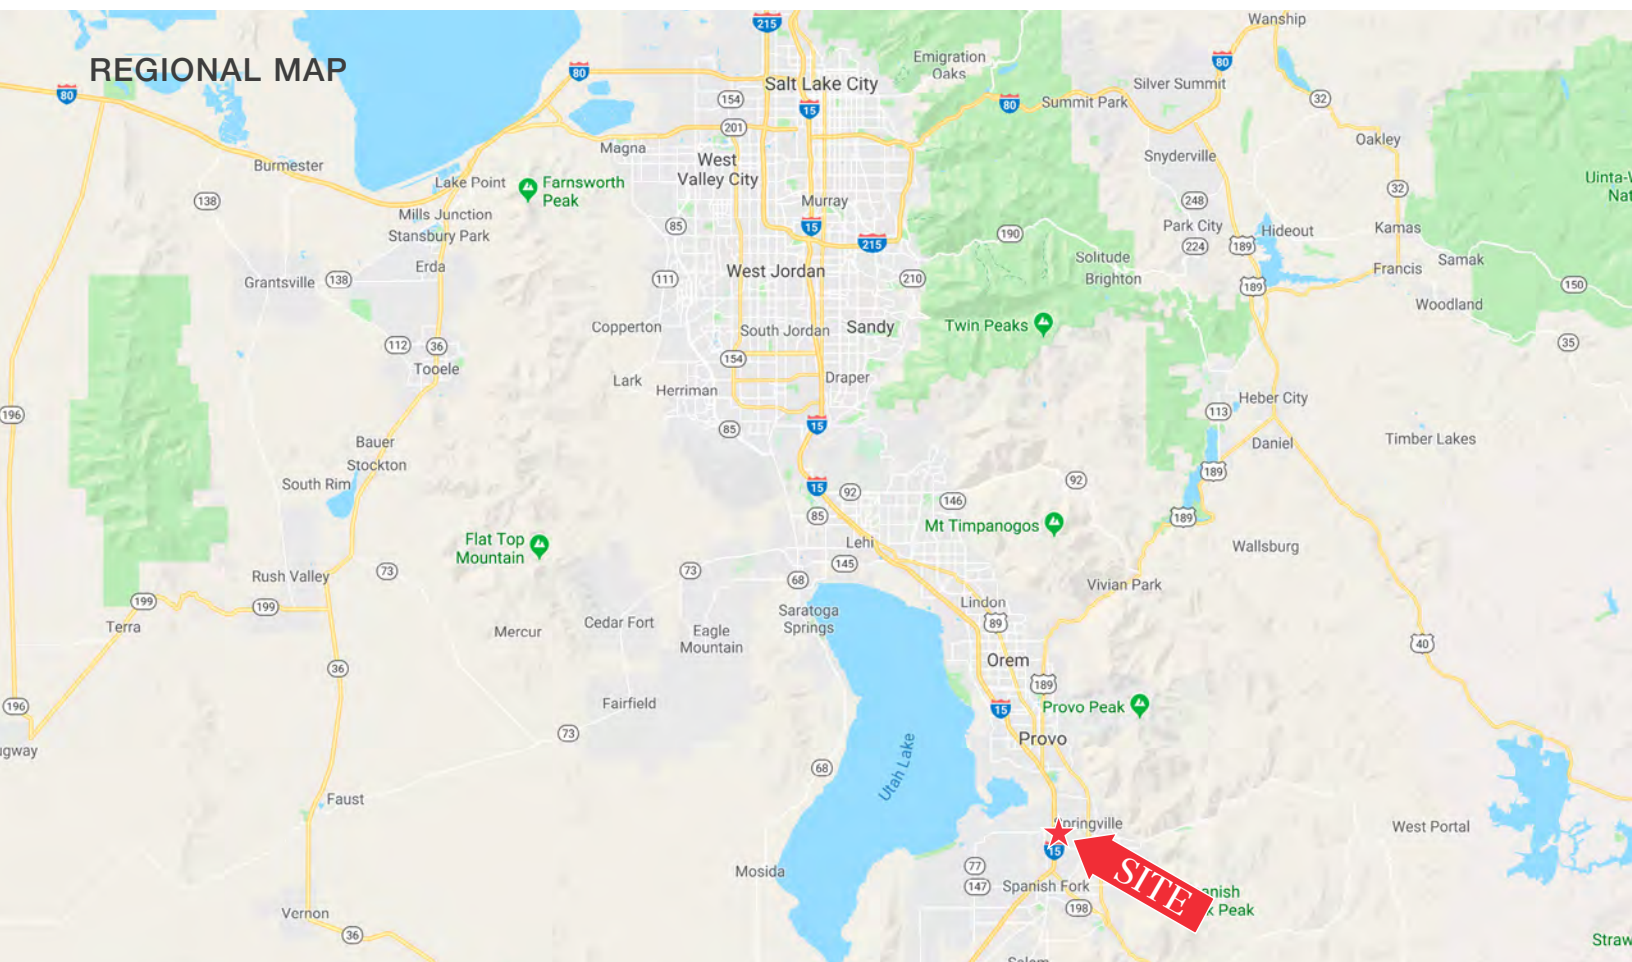 REGIONAL MAP
215
Wanship
Emigration
Oaks
80
80
80
80
Salt Lake City
Silver Summit
154
15
Summit Park
32
201
Oakley
Magna
West
Valley City
Snyderville
Burmester
Lake Point
Farnsworth
Peak
138
Mills Junction
Stansbury Park
Murray
248
32
85
15
215
190
Park City
224
189
Hideout
Kamas
Erda
West Jordan
Solitude
Brighton
Francis
Samak
Grantsville
138
111
210
189
150
Woodland
Copperton
South Jordan
Sandy
Twin Peaks
112
36
154
35
Tooele
Lark
Herriman
Draper
Heber City
196
113
85
15
Bauer
Stockton
Daniel
Timber Lakes
South Rim
15
92
92
189
146
85
Mt Timpanogos
189
Flat Top
Mountain
Lehi
Wallsburg
Rush Valley
73
73
68
145
Vivian Park
199
199
Terra
Saratoga
Springs
Lindon
89
Mercur
Cedar Fort
Eagle
Mountain
40
36
Orem
189
Fairfield
196
15
Provo Peak
73
Provo
68
Utah Lake
Faust
Springville
West Portal
15
Mosida
77
147
Spanish Fork
SITE
198
Peak
Vernon
36